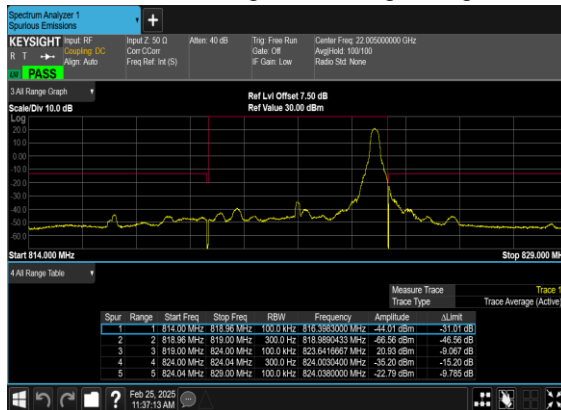 Spectrum Analyzer 1
Spurious Emissions
KEYSIGHT Input: RF Input Z: 50 Ω Atten: 40 dB Trig: Free Run Center Freq: 22.005000000 GHz
R T Coupling: DC Corr CCorr Gate: Off Avg|Hold: 100/100
Align: Auto Freq Ref: Int (S) IF Gain: Low Radio Std: None
PASS
3 All Range Graph
Ref Lvl Offset 7.50 dB
Scale/Div 10.0 dB Ref Value 30.00 dBm
Log
20.0
10.0
0.00
-10.0
-20.0
-30.0
-40.0
-50.0
-60.0
Start 814.000 MHz Stop 829.000 MH
4 All Range Table
Measure Trace Trace 1
Trace Type Trace Average (Active)
Spur Range Start Freq Stop Freq RBW Frequency Amplitude ΔLimit
1 1 814.00 MHz 818.96 MHz 100.0 kHz 816.3983000 MHz -44.01 dBm -31.01 dB
2 2 818.96 MHz 819.00 MHz 300.0 Hz 818.9890433 MHz -66.56 dBm -46.56 dB
3 3 819.00 MHz 824.00 MHz 100.0 kHz 823.6416667 MHz 20.93 dBm -9.067 dB
4 4 824.00 MHz 824.04 MHz 300.0 Hz 824.0030400 MHz -35.20 dBm -15.20 dB
5 5 824.04 MHz 829.00 MHz 100.0 kHz 824.0380000 MHz -22.79 dBm -9.785 dB
Feb 25, 2025
11:37:13 AM